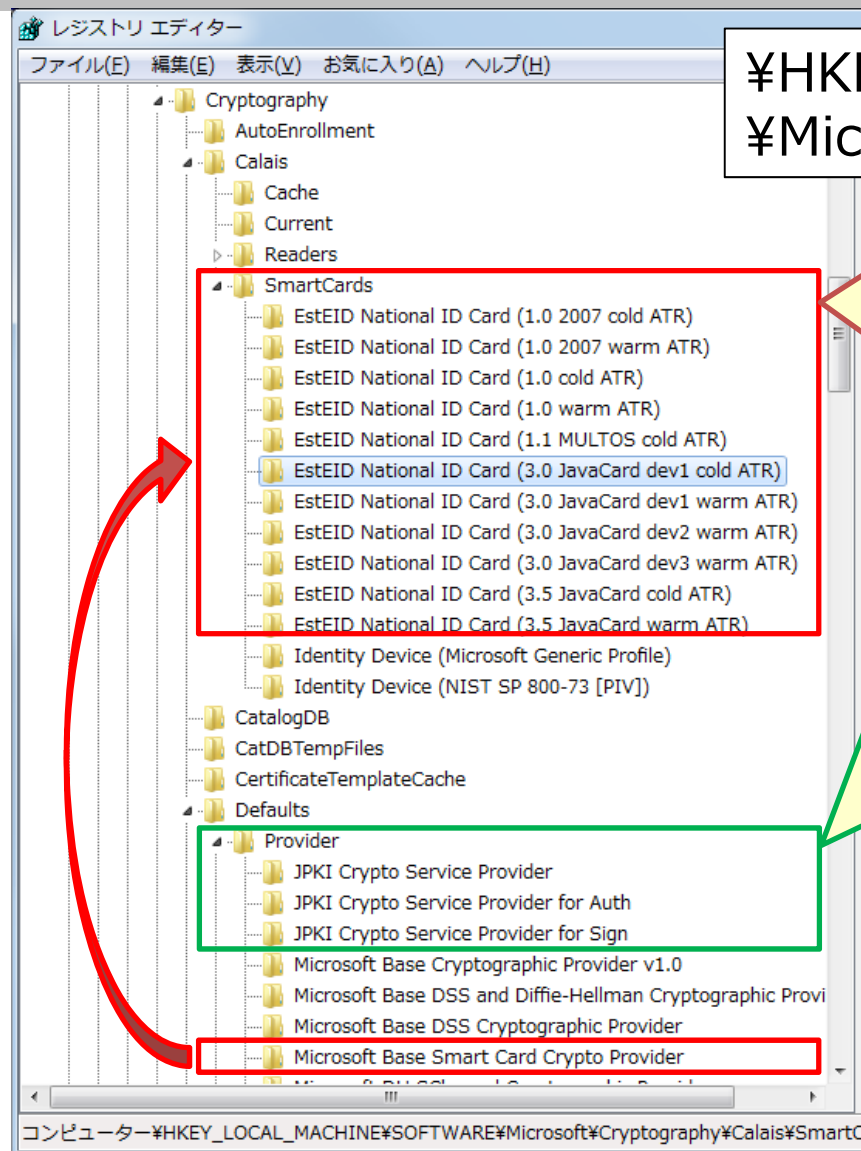 レジストリ エディター
ファイル(F) 編集(E) 表示(V) お気に入り(A) ヘルプ(H)
¥HK
¥Mic
Cryptography
AutoEnrollment
Calais
Cache
Current
Readers
SmartCards
EstEID National ID Card (1.0 2007 cold ATR)
EstEID National ID Card (1.0 2007 warm ATR)
EstEID National ID Card (1.0 cold ATR)
EstEID National ID Card (1.0 warm ATR)
EstEID National ID Card (1.1 MULTOS cold ATR)
EstEID National ID Card (3.0 JavaCard dev1 cold ATR)
EstEID National ID Card (3.0 JavaCard dev1 warm ATR)
EstEID National ID Card (3.0 JavaCard dev2 warm ATR)
EstEID National ID Card (3.0 JavaCard dev3 warm ATR)
EstEID National ID Card (3.5 JavaCard cold ATR)
EstEID National ID Card (3.5 JavaCard warm ATR)
Identity Device (Microsoft Generic Profile)
Identity Device (NIST SP 800-73 [PIV])
CatalogDB
CatDBTempFiles
CertificateTemplateCache
Defaults
Provider
JPKI Crypto Service Provider
JPKI Crypto Service Provider for Auth
JPKI Crypto Service Provider for Sign
Microsoft Base Cryptographic Provider v1.0
Microsoft Base DSS and Diffie-Hellman Cryptographic Provi
Microsoft Base DSS Cryptographic Provider
Microsoft Base Smart Card Crypto Provider
コンピューター¥HKEY_LOCAL_MACHINE¥SOFTWARE¥Microsoft¥Cryptography¥Calais¥SmartC